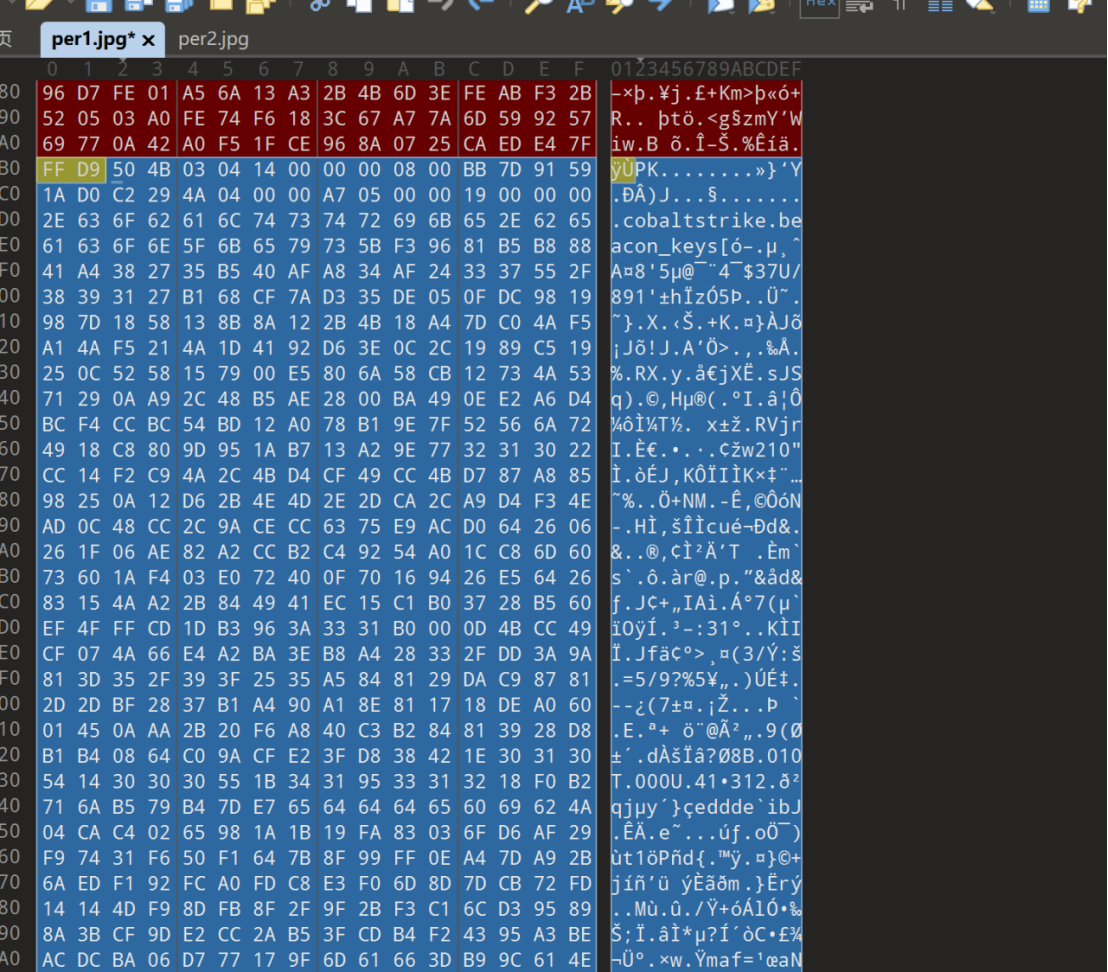 页 per1.jpg* × per2.jpg
0 1 2 3 4 5 6 7 8 9 A B C D E F 0123456789ABCDEF
80 96 D7 FE 01 A5 6A 13 A3 2B 4B 6D 3E FE AB F3 2B –×þ.¥j.£+Km>þ«ó+
90 52 05 03 A0 FE 74 F6 18 3C 67 A7 7A 6D 59 92 57 R.. þtö.<g§zmY’W
A0 69 77 0A 42 A0 F5 1F CE 96 8A 07 25 CA ED E4 7F iw.B õ.Î–Š.%Êíä.
B0 FF D9 50 4B 03 04 14 00 00 00 08 00 BB 7D 91 59 ÿÙPK........»}‘Y
C0 1A D0 C2 29 4A 04 00 00 A7 05 00 00 19 00 00 00 .ÐÂ)J...§.......
D0 2E 63 6F 62 61 6C 74 73 74 72 69 6B 65 2E 62 65 .cobaltstrike.be
E0 61 63 6F 6E 5F 6B 65 79 73 5B F3 96 81 B5 B8 88 acon_keys[ó–.µ¸ˆ
F0 41 A4 38 27 35 B5 40 AF A8 34 AF 24 33 37 55 2F A¤8'5µ@¯¨4¯$37U/
00 38 39 31 27 B1 68 CF 7A D3 35 DE 05 0F DC 98 19 891'±hÏzÓ5Þ..Ü˜.
10 98 7D 18 58 13 8B 8A 12 2B 4B 18 A4 7D C0 4A F5 ˜}.X.‹Š.+K.¤}ÀJõ
20 A1 4A F5 21 4A 1D 41 92 D6 3E 0C 2C 19 89 C5 19 ¡Jõ!J.A’Ö>.,.‰Å.
30 25 0C 52 58 15 79 00 E5 80 6A 58 CB 12 73 4A 53 %.RX.y.å€jXË.sJS
40 71 29 0A A9 2C 48 B5 AE 28 00 BA 49 0E E2 A6 D4 q).©,Hµ®(.ºI.â¦Ô
50 BC F4 CC BC 54 BD 12 A0 78 B1 9E 7F 52 56 6A 72 ¼ôÌ¼T½. x±ž.RVjr
60 49 18 C8 80 9D 95 1A B7 13 A2 9E 77 32 31 30 22 I.È€.•.·.¢žw210"
70 CC 14 F2 C9 4A 2C 4B D4 CF 49 CC 4B D7 87 A8 85 Ì.òÉJ,KÔÏIÌK×‡¨…
80 98 25 0A 12 D6 2B 4E 4D 2E 2D CA 2C A9 D4 F3 4E ˜%..Ö+NM.-Ê,©ÔóN
90 AD 0C 48 CC 2C 9A CE CC 63 75 E9 AC D0 64 26 06 -.HÌ,šÎÌcué¬Ðd&.
A0 26 1F 06 AE 82 A2 CC B2 C4 92 54 A0 1C C8 6D 60 &..®‚¢Ì²Ä’T .Èm`
B0 73 60 1A F4 03 E0 72 40 0F 70 16 94 26 E5 64 26 s`.ô.àr@.p.”&åd&
C0 83 15 4A A2 2B 84 49 41 EC 15 C1 B0 37 28 B5 60 ƒ.J¢+„IAì.Á°7(µ`
D0 EF 4F FF CD 1D B3 96 3A 33 31 B0 00 0D 4B CC 49 ïOÿÍ.³–:31°..KÌI
E0 CF 07 4A 66 E4 A2 BA 3E B8 A4 28 33 2F DD 3A 9A Ï.Jfä¢º>¸¤(3/Ý:š
F0 81 3D 35 2F 39 3F 25 35 A5 84 81 29 DA C9 87 81 .=5/9?%5¥„.)ÚÉ‡.
00 2D 2D BF 28 37 B1 A4 90 A1 8E 81 17 18 DE A0 60 --¿(7±¤.¡Ž...Þ `
10 01 45 0A AA 2B 20 F6 A8 40 C3 B2 84 81 39 28 D8 .E.ª+ ö¨@Ã²„.9(Ø
20 B1 B4 08 64 C0 9A CF E2 3F D8 38 42 1E 30 31 30 ±´.dÀšÏâ?Ø8B.010
30 54 14 30 30 30 55 1B 34 31 95 33 31 32 18 F0 B2 T.000U.41•312.ð²
40 71 6A B5 79 B4 7D E7 65 64 64 64 65 60 69 62 4A qjµy´}çeddde`ibJ
50 04 CA C4 02 65 98 1A 1B 19 FA 83 03 6F D6 AF 29 .ÊÄ.e˜...úƒ.oÖ¯)
60 F9 74 31 F6 50 F1 64 7B 8F 99 FF 0E A4 7D A9 2B ùt1öPñd{.™ÿ.¤}©+
70 6A ED F1 92 FC A0 FD C8 E3 F0 6D 8D 7D CB 72 FD jíñ’ü ýÈãðm.}Ërý
80 14 14 4D F9 8D FB 8F 2F 9F 2B F3 C1 6C D3 95 89 ..Mù.û./Ÿ+óÁlÓ•‰
90 8A 3B CF 9D E2 CC 2A B5 3F CD B4 F2 43 95 A3 BE Š;Ï.âÌ*µ?Í´òC•£¾
A0 AC DC BA 06 D7 77 17 9F 6D 61 66 3D B9 9C 61 4E ¬Üº.×w.Ÿmaf=¹œaN